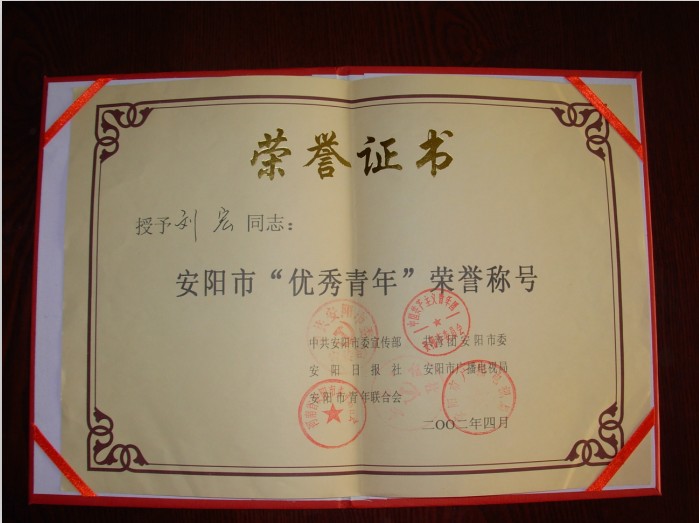 荣誉证书
授予刘宏同志：
安阳市“优秀青年”荣誉称号
中共安阳市委宣传部 共青团安阳市委
安阳日报社 安阳市广播电视局
安阳市青年联合会
二〇〇二年四月